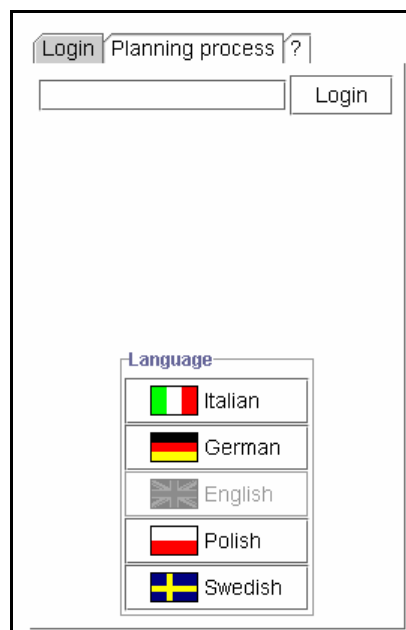 Login Planning process ?
Login
Language
Italian
German
English
Polish
Swedish